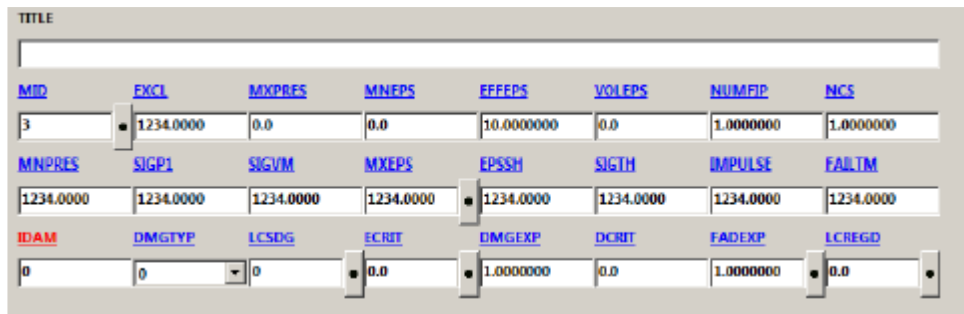 TITLE
MID EXCL MXPRES MNEPS EFFEPS VOLEPS NUMFIP NCS
3 1234.0000 0.0 0.0 10.0000000 0.0 1.0000000 1.0000000
MNPRES SIGP1 SIGVM MXEPS EPSSH SIGTH IMPULSE FAILTM
1234.0000 1234.0000 1234.0000 1234.0000 1234.0000 1234.0000 1234.0000 1234.0000
IDAM DMGTYP LCSDG ECRIT DMGEXP DCRIT FADEXP LCREGD
0 0 0 0.0 1.0000000 0.0 1.0000000 0.0